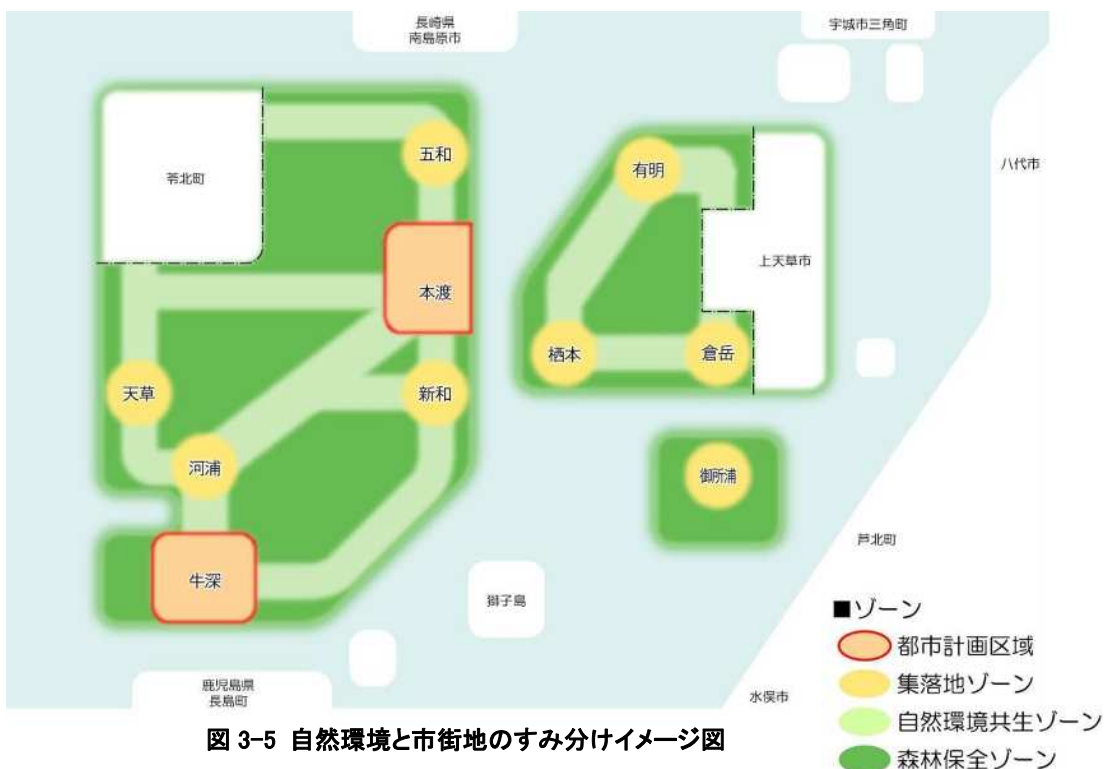 長崎県
南島原市
宇城市三角町
五和
有明
苓北町
八代市
上天草市
本渡
栖本
倉岳
天草
新和
河浦
御所浦
芦北町
牛深
獅子島
■ゾーン
都市計画区域
集落地ゾーン
自然環境共生ゾーン
森林保全ゾーン
鹿児島県
長島町
水俣市
図 3-5 自然環境と市街地のすみ分けイメージ図